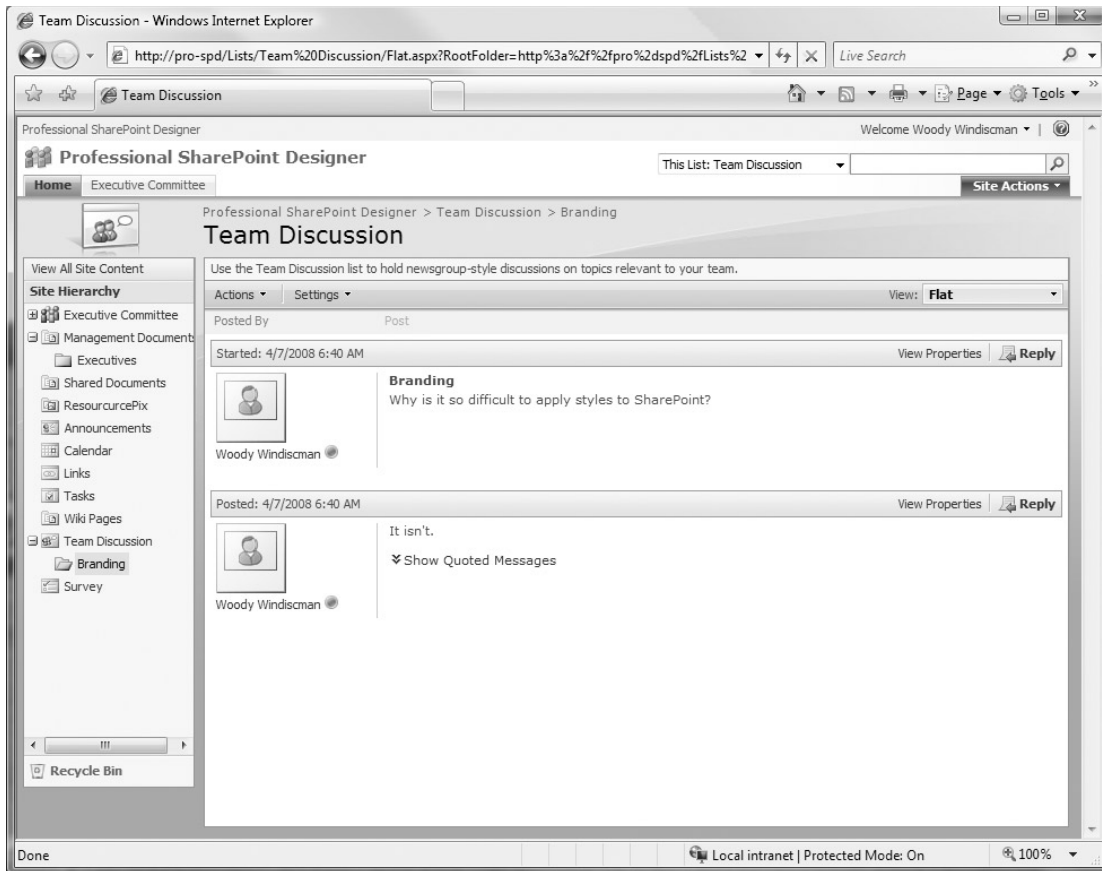 Team Discussion - Windows Internet Explorer
http://pro-spd/Lists/Team%20Discussion/Flat.aspx?RootFolder=http%3a%2f%2fpro%2dspd%2fLists%2
Live Search
Team Discussion
Page
Tools
Professional SharePoint Designer
Welcome Woody Windiscman
Professional SharePoint Designer
This List: Team Discussion
Home Executive Committee
Site Actions
Professional SharePoint Designer > Team Discussion > Branding
Team Discussion
View All Site Content
Use the Team Discussion list to hold newsgroup-style discussions on topics relevant to your team.
Site Hierarchy
Actions Settings
View: Flat
Executive Committee
Posted By Post
Management Documents
Executives
Shared Documents
ResourcurcePix
Announcements
Calendar
Links
Tasks
Wiki Pages
Team Discussion
Branding
Survey
Recycle Bin
Started: 4/7/2008 6:40 AM
View Properties Reply
Branding
Why is it so difficult to apply styles to SharePoint?
Woody Windiscman
Posted: 4/7/2008 6:40 AM
View Properties Reply
It isn't.
Show Quoted Messages
Woody Windiscman
Done
Local intranet | Protected Mode: On
100%